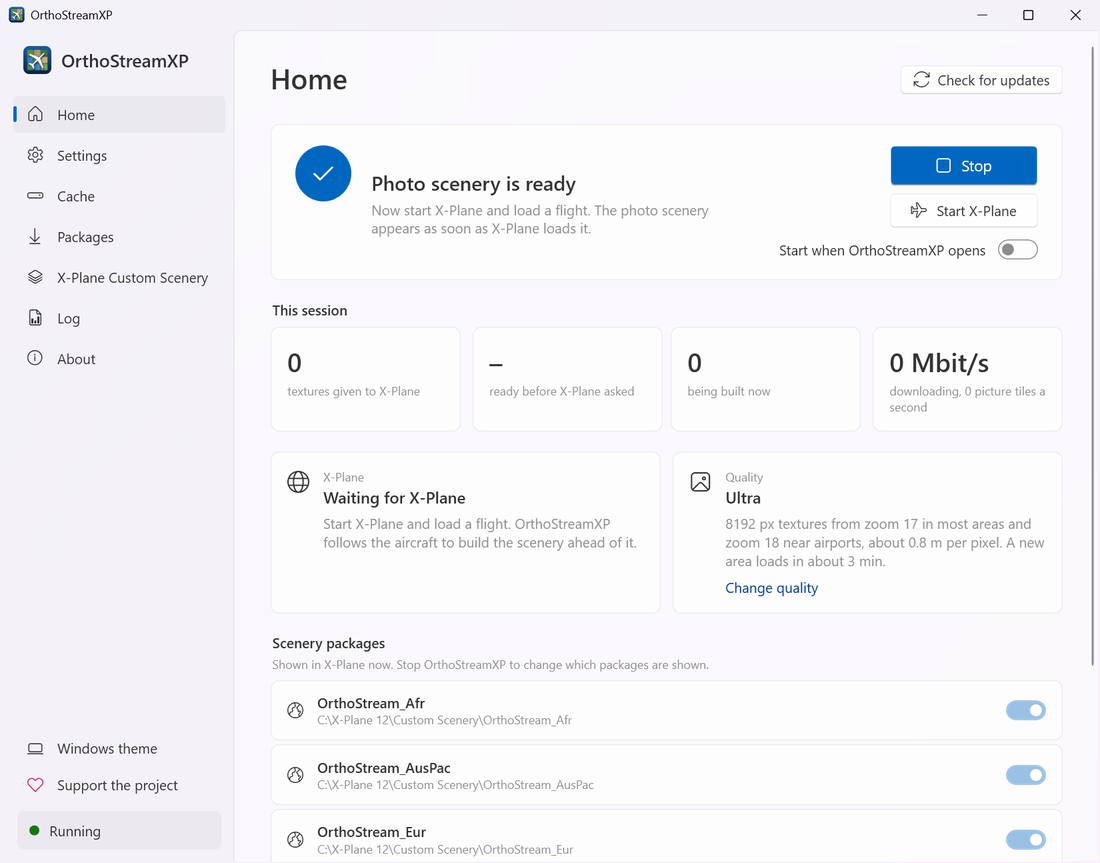 OrthoStreamXP
OrthoStreamXP
Home
Settings
Cache
Packages
X-Plane Custom Scenery
Log
About
Windows theme
Support the project
Running
Home
Check for updates
Photo scenery is ready
Now start X-Plane and load a flight. The photo scenery
appears as soon as X-Plane loads it.
Stop
Start X-Plane
Start when OrthoStreamXP opens
This session
0
textures given to X-Plane
–
ready before X-Plane asked
0
being built now
0 Mbit/s
downloading, 0 picture tiles a
second
X-Plane
Waiting for X-Plane
Start X-Plane and load a flight. OrthoStreamXP
follows the aircraft to build the scenery ahead of it.
Quality
Ultra
8192 px textures from zoom 17 in most areas and
zoom 18 near airports, about 0.8 m per pixel. A new
area loads in about 3 min.
Change quality
Scenery packages
Shown in X-Plane now. Stop OrthoStreamXP to change which packages are shown.
OrthoStream_Afr
C:\X-Plane 12\Custom Scenery\OrthoStream_Afr
OrthoStream_AusPac
C:\X-Plane 12\Custom Scenery\OrthoStream_AusPac
OrthoStream_Eur
C:\X-Plane 12\Custom Scenery\OrthoStream_Eur